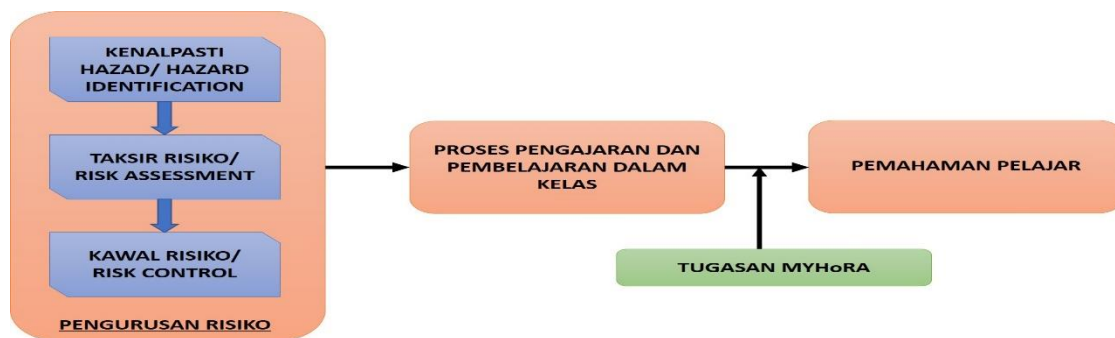 KENALPASTI
HAZAD/ HAZARD
IDENTIFICATION
TAKSIR RISIKO/
RISK ASSESSMENT
KAWAL RISIKO/
RISK CONTROL
PENGURUSAN RISIKO
PROSES PENGAJARAN DAN
PEMBELAJARAN DALAM
KELAS
TUGASAN MYHoRA
PEMAHAMAN PELAJAR